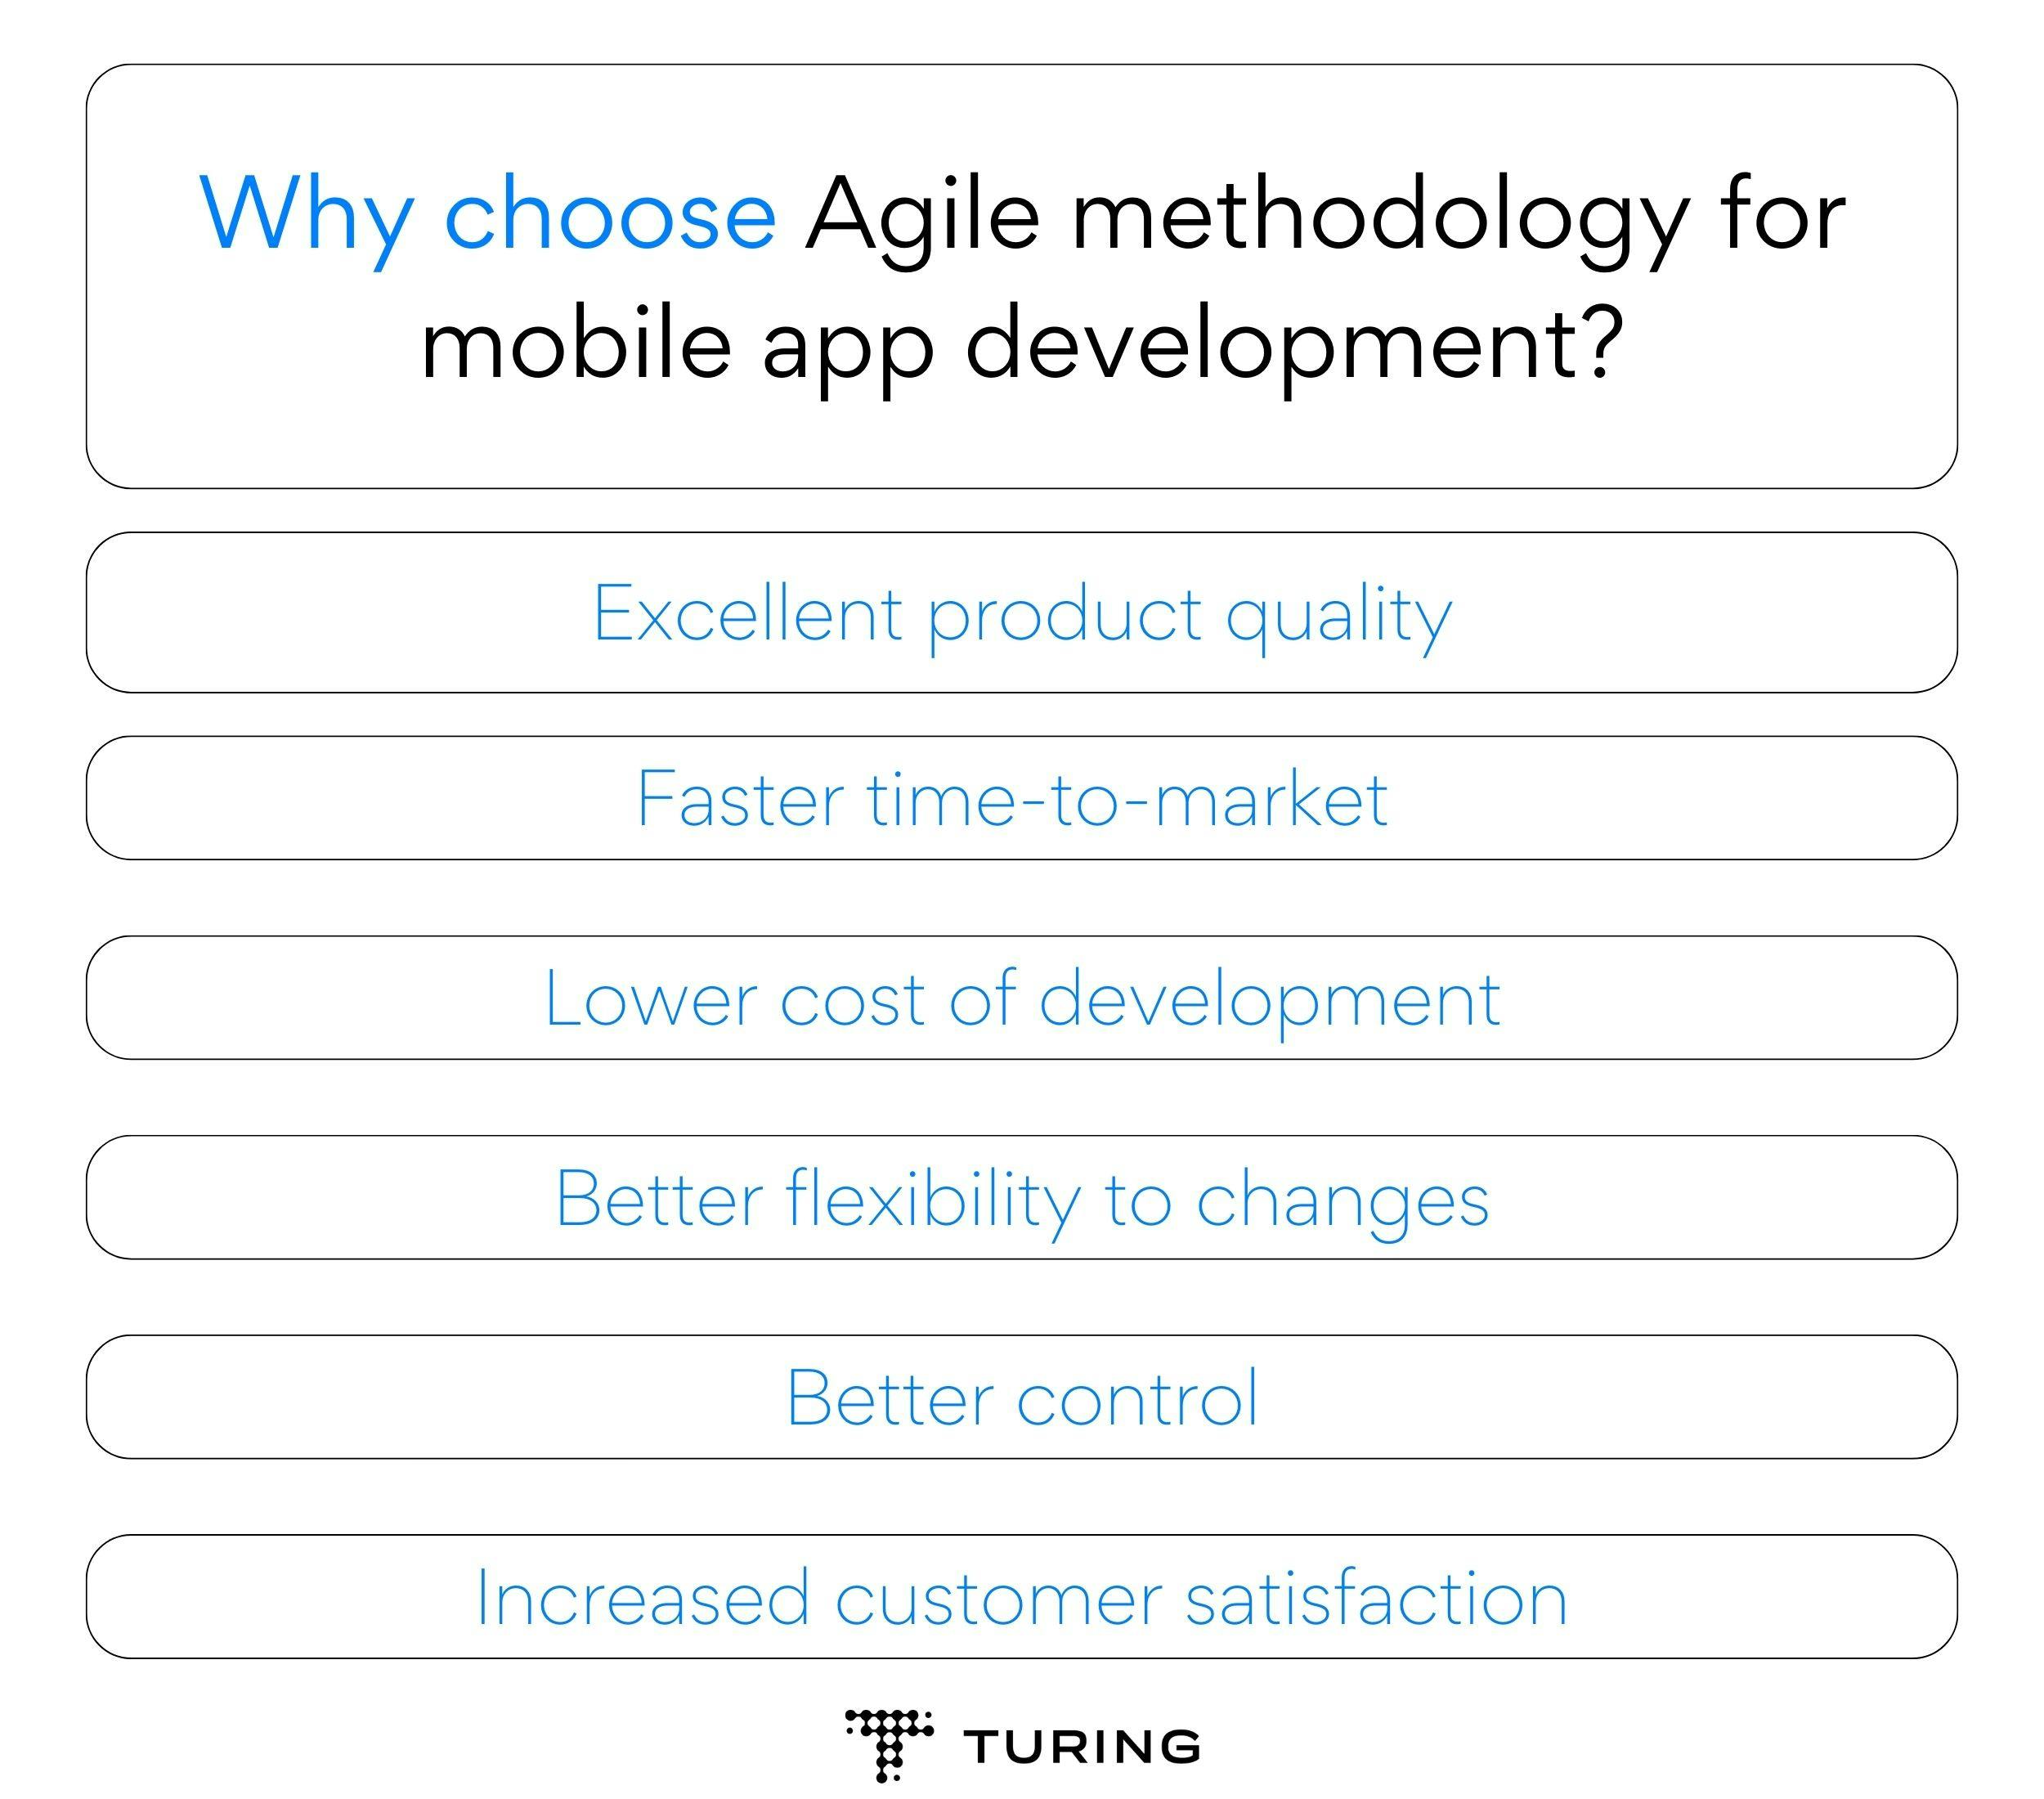 Why choose Agile methodology for
mobile app development?
Excellent product quality
Faster time-to-market
Lower cost of development
Better flexibility to changes
Better control
Increased customer satisfaction
TURING